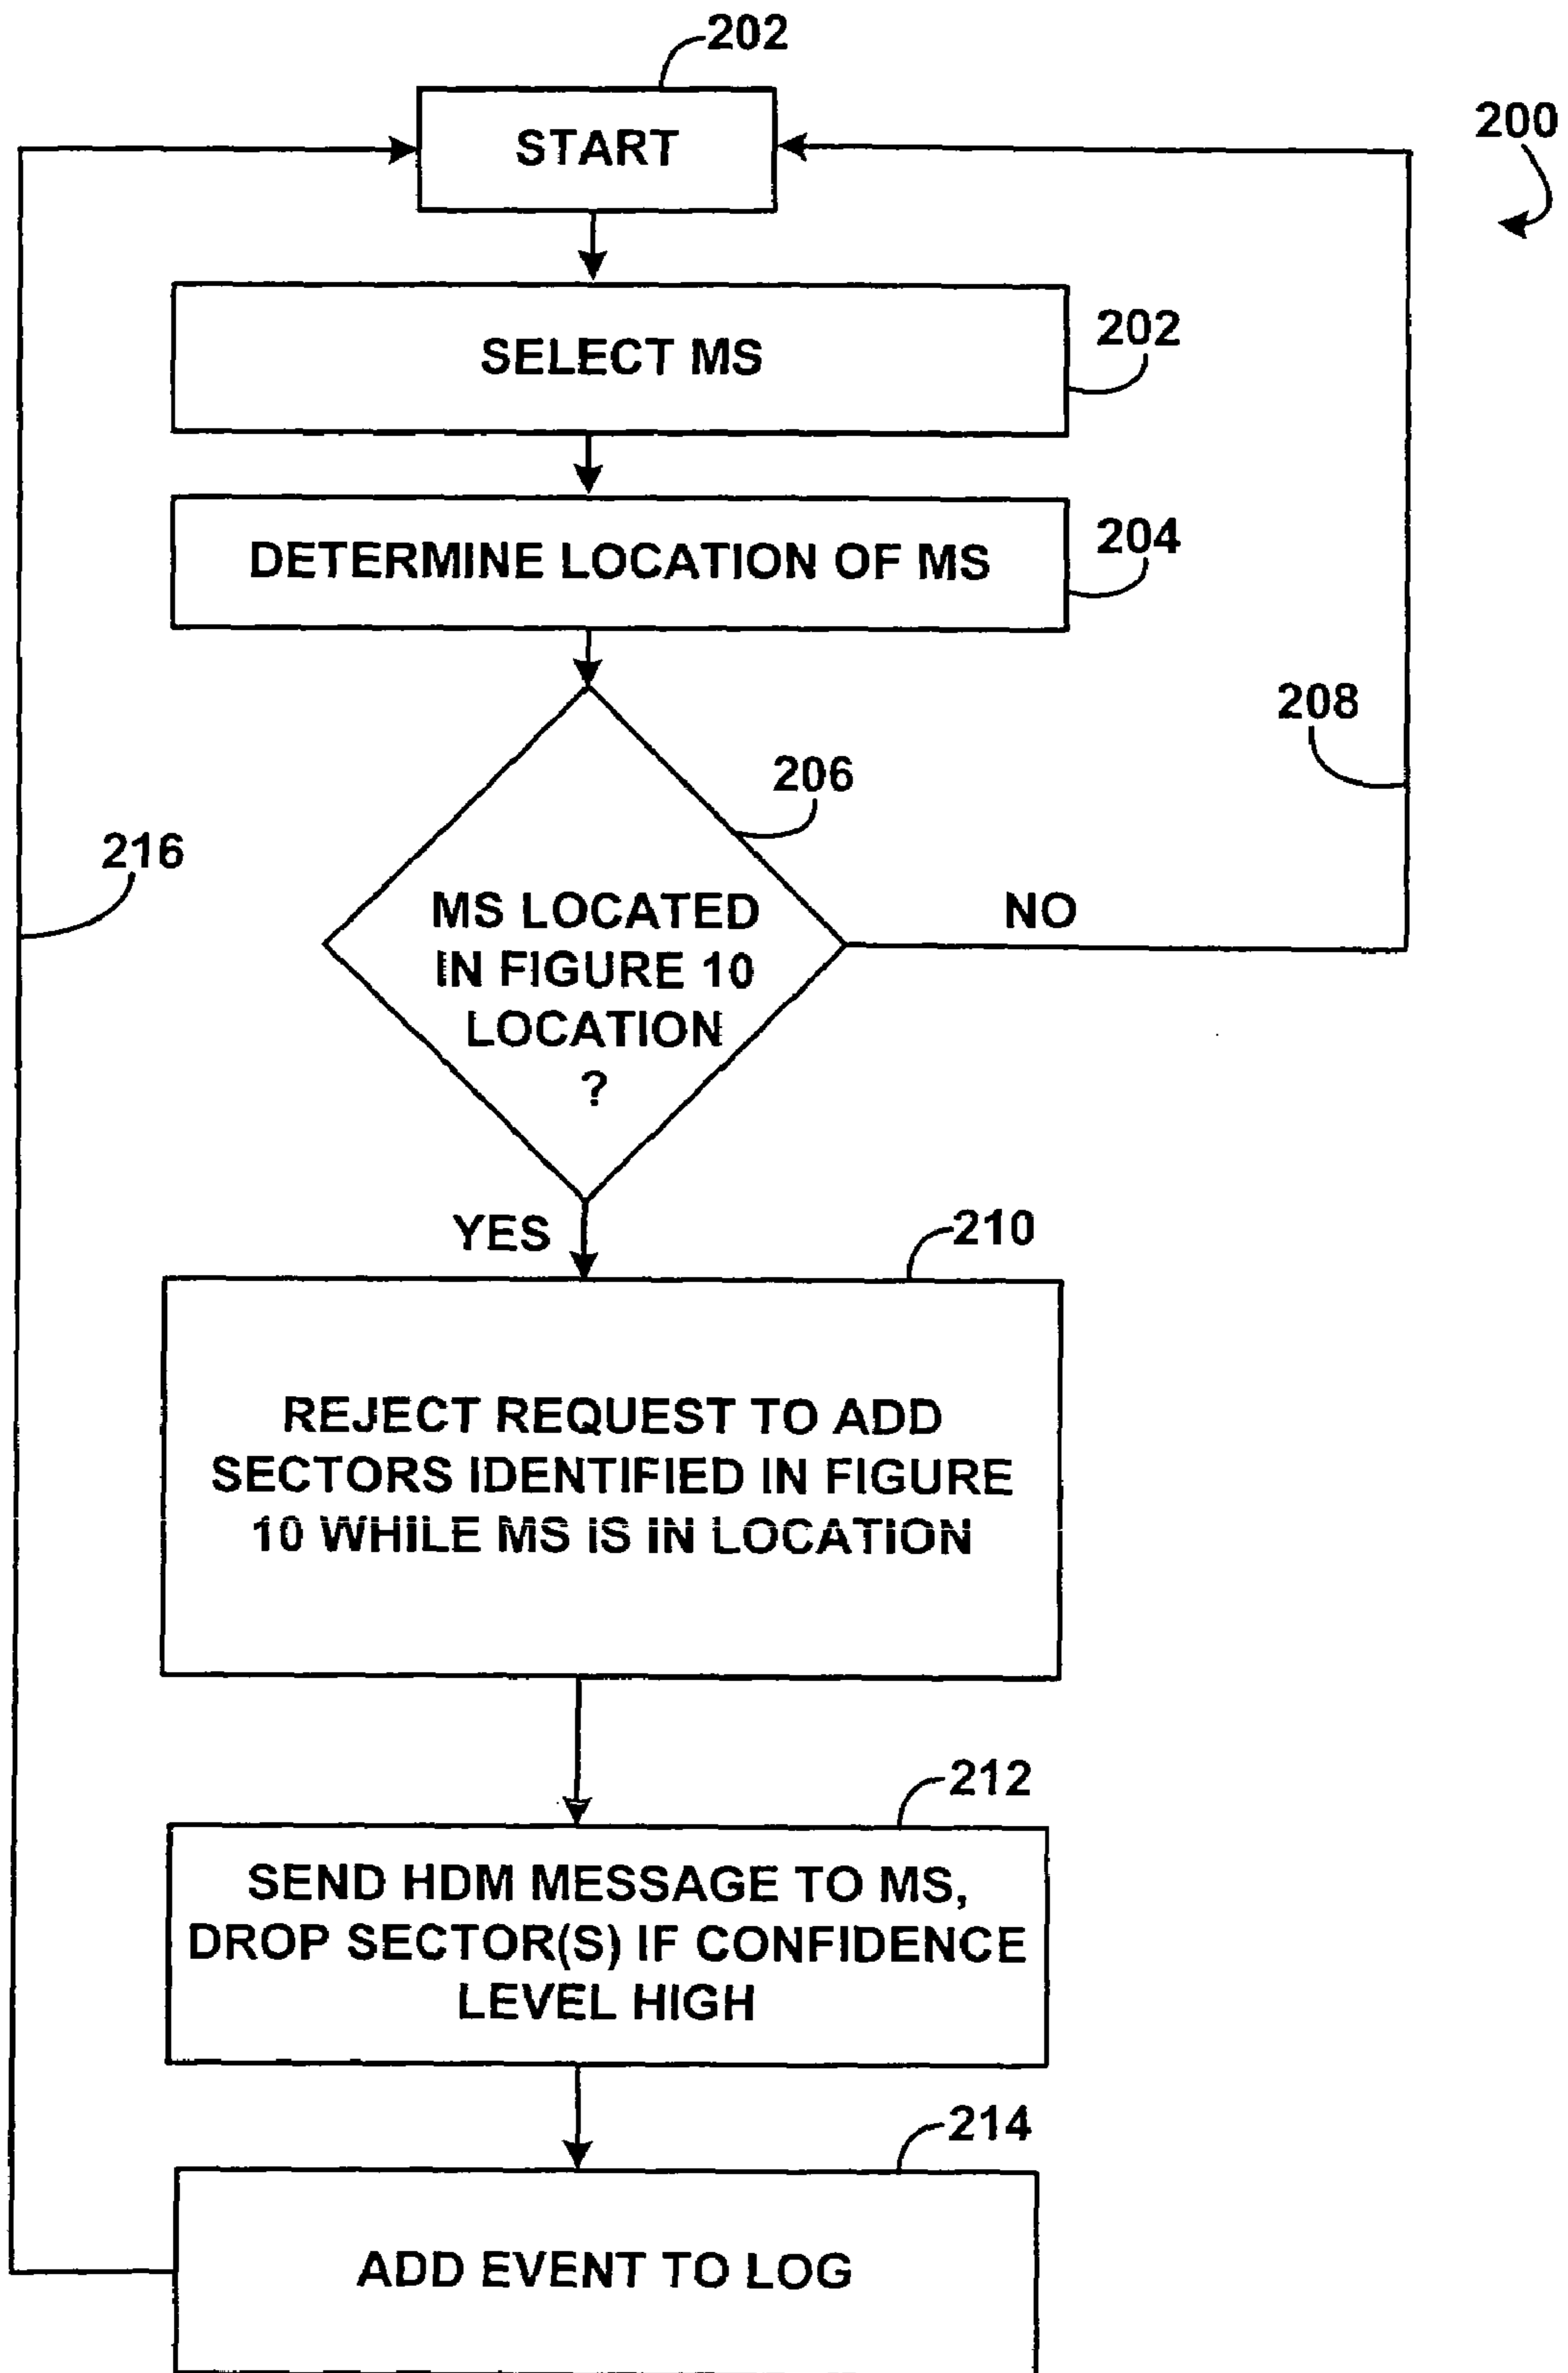 202
START
200
SELECT MS
202
DETERMINE LOCATION OF MS
204
208
206
216
MS LOCATED
IN FIGURE 10
LOCATION
?
NO
YES
210
REJECT REQUEST TO ADD
SECTORS IDENTIFIED IN FIGURE
10 WHILE MS IS IN LOCATION
212
SEND HDM MESSAGE TO MS,
DROP SECTOR(S) IF CONFIDENCE
LEVEL HIGH
214
ADD EVENT TO LOG